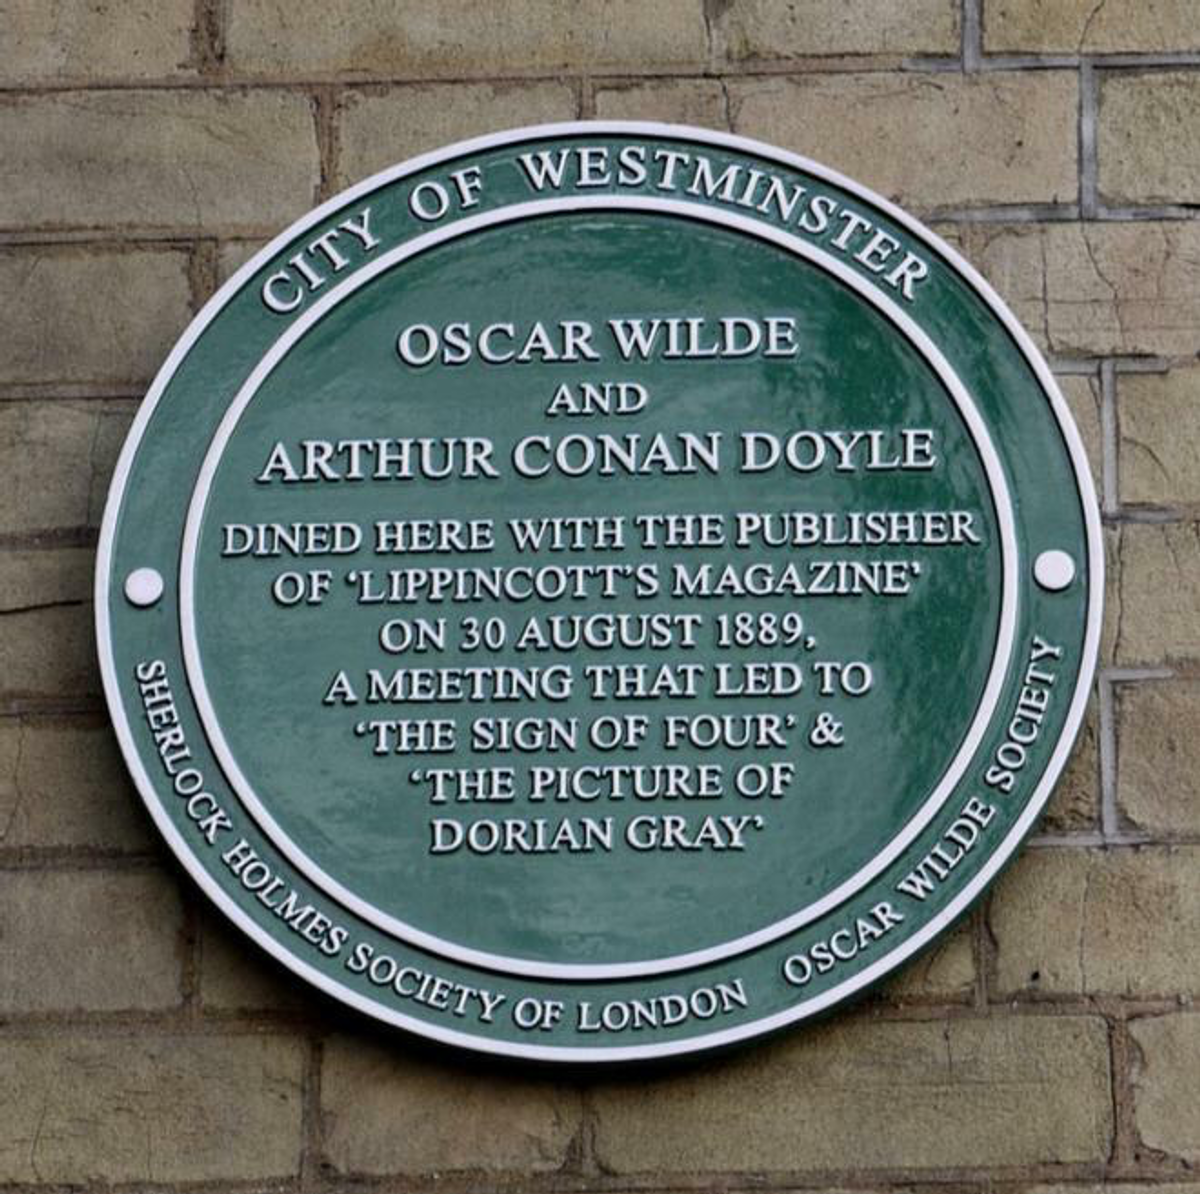 CITY OF WESTMINSTER
OSCAR WILDE
AND
ARTHUR CONAN DOYLE
DINED HERE WITH THE PUBLISHER
OF ‘LIPPINCOTT’S MAGAZINE’
ON 30 AUGUST 1889,
A MEETING THAT LED TO
‘THE SIGN OF FOUR’ &
‘THE PICTURE OF
DORIAN GRAY’
SHERLOCK HOLMES SOCIETY OF LONDON
OSCAR WILDE SOCIETY